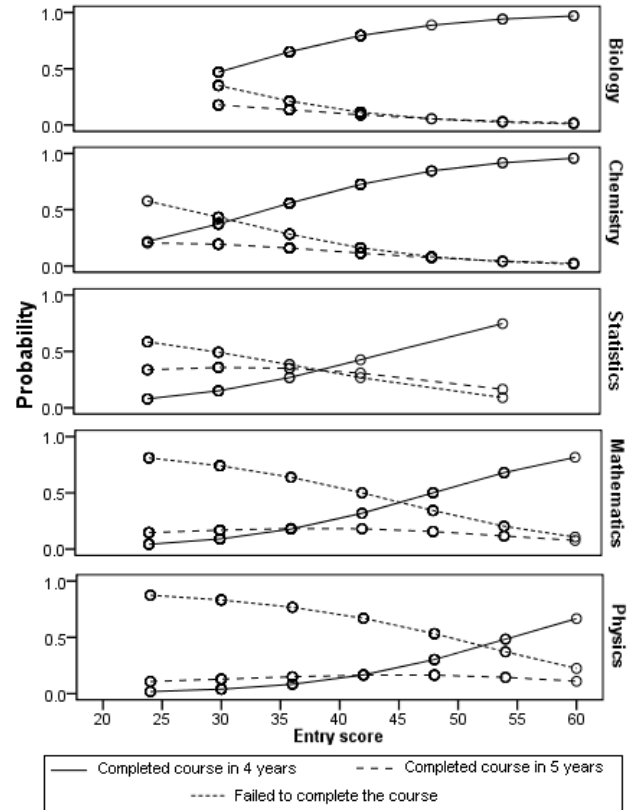 1.0
0.5
0.0
Biology
1.0
0.5
0.0
Chemistry
1.0
0.5
0.0
Statistics
1.0
0.5
0.0
Mathematics
1.0
0.5
0.0
Physics
Probability
20 25 30 35 40 45 50 55 60
Entry score
Completed course in 4 years Completed course in 5 years
Failed to complete the course